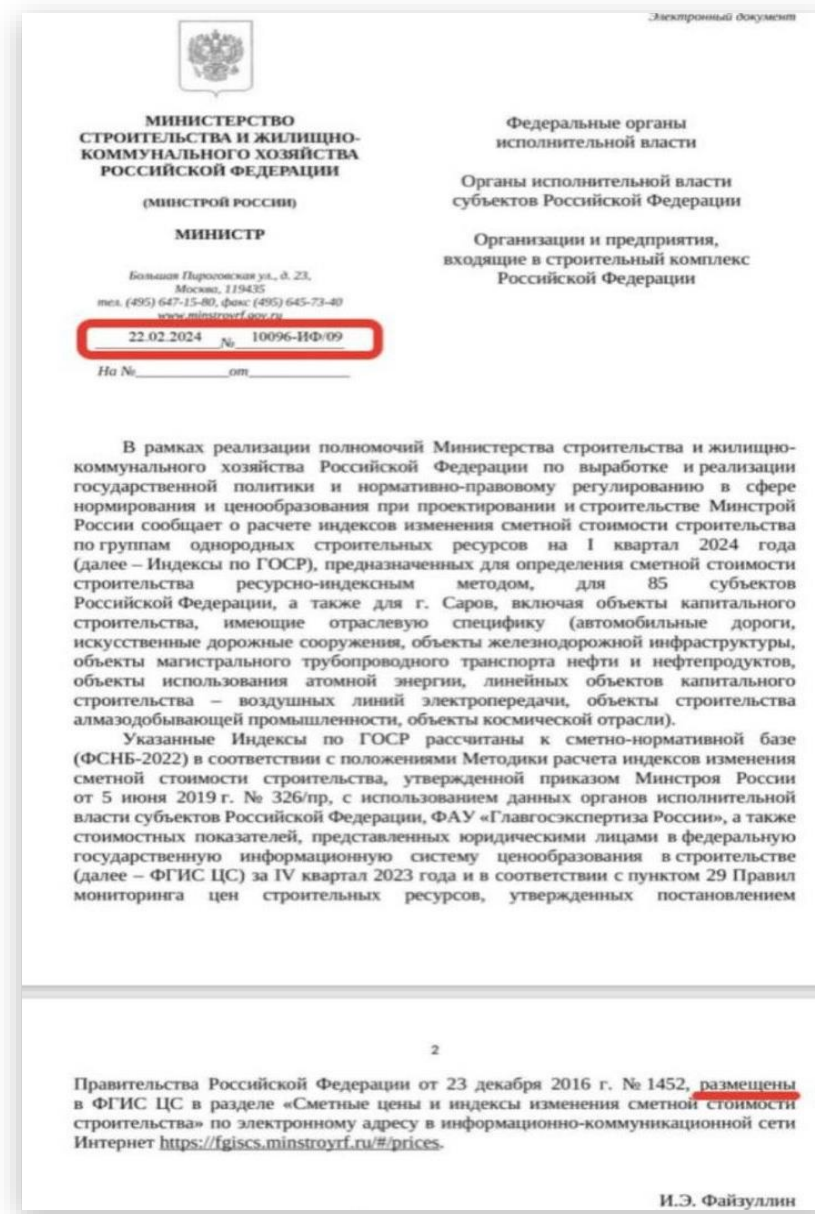 Электронный документ
МИНИСТЕРСТВО
СТРОИТЕЛЬСТВА И ЖИЛИЩНО-
КОММУНАЛЬНОГО ХОЗЯЙСТВА
РОССИЙСКОЙ ФЕДЕРАЦИИ
(МИНСТРОЙ РОССИИ)
МИНИСТР
Большая Пироговская ул., д. 23,
Москва, 119435
тел. (495) 647-15-80, факс (495) 645-73-40
www.minstroyrf.gov.ru
22.02.2024 № 10096-ИФ/09
На №____________от____________
Федеральные органы
исполнительной власти
Органы исполнительной власти
субъектов Российской Федерации
Организации и предприятия,
входящие в строительный комплекс
Российской Федерации
В рамках реализации полномочий Министерства строительства и жилищно-
коммунального хозяйства Российской Федерации по выработке и реализации
государственной политики и нормативно-правовому регулированию в сфере
нормирования и ценообразования при проектировании и строительстве Минстрой
России сообщает о расчете индексов изменения сметной стоимости строительства
по группам однородных строительных ресурсов на I квартал 2024 года
(далее – Индексы по ГОСР), предназначенных для определения сметной стоимости
строительства ресурсно-индексным методом, для 85 субъектов
Российской Федерации, а также для г. Саров, включая объекты капитального
строительства, имеющие отраслевую специфику (автомобильные дороги,
искусственные дорожные сооружения, объекты железнодорожной инфраструктуры,
объекты магистрального трубопроводного транспорта нефти и нефтепродуктов,
объекты использования атомной энергии, линейных объектов капитального
строительства – воздушных линий электропередачи, объекты строительства
алмазодобывающей промышленности, объекты космической отрасли).
Указанные Индексы по ГОСР рассчитаны к сметно-нормативной базе
(ФСНБ-2022) в соответствии с положениями Методики расчета индексов изменения
сметной стоимости строительства, утвержденной приказом Минстроя России
от 5 июня 2019 г. № 326/пр, с использованием данных органов исполнительной
власти субъектов Российской Федерации, ФАУ «Главгосэкспертиза России», а также
стоимостных показателей, представленных юридическими лицами в федеральную
государственную информационную систему ценообразования в строительстве
(далее – ФГИС ЦС) за IV квартал 2023 года и в соответствии с пунктом 29 Правил
мониторинга цен строительных ресурсов, утвержденных постановлением
2
Правительства Российской Федерации от 23 декабря 2016 г. № 1452, размещены
в ФГИС ЦС в разделе «Сметные цены и индексы изменения сметной стоимости
строительства» по электронному адресу в информационно-коммуникационной сети
Интернет https://fgiscs.minstroyrf.ru/#/prices.
И.Э. Файзуллин